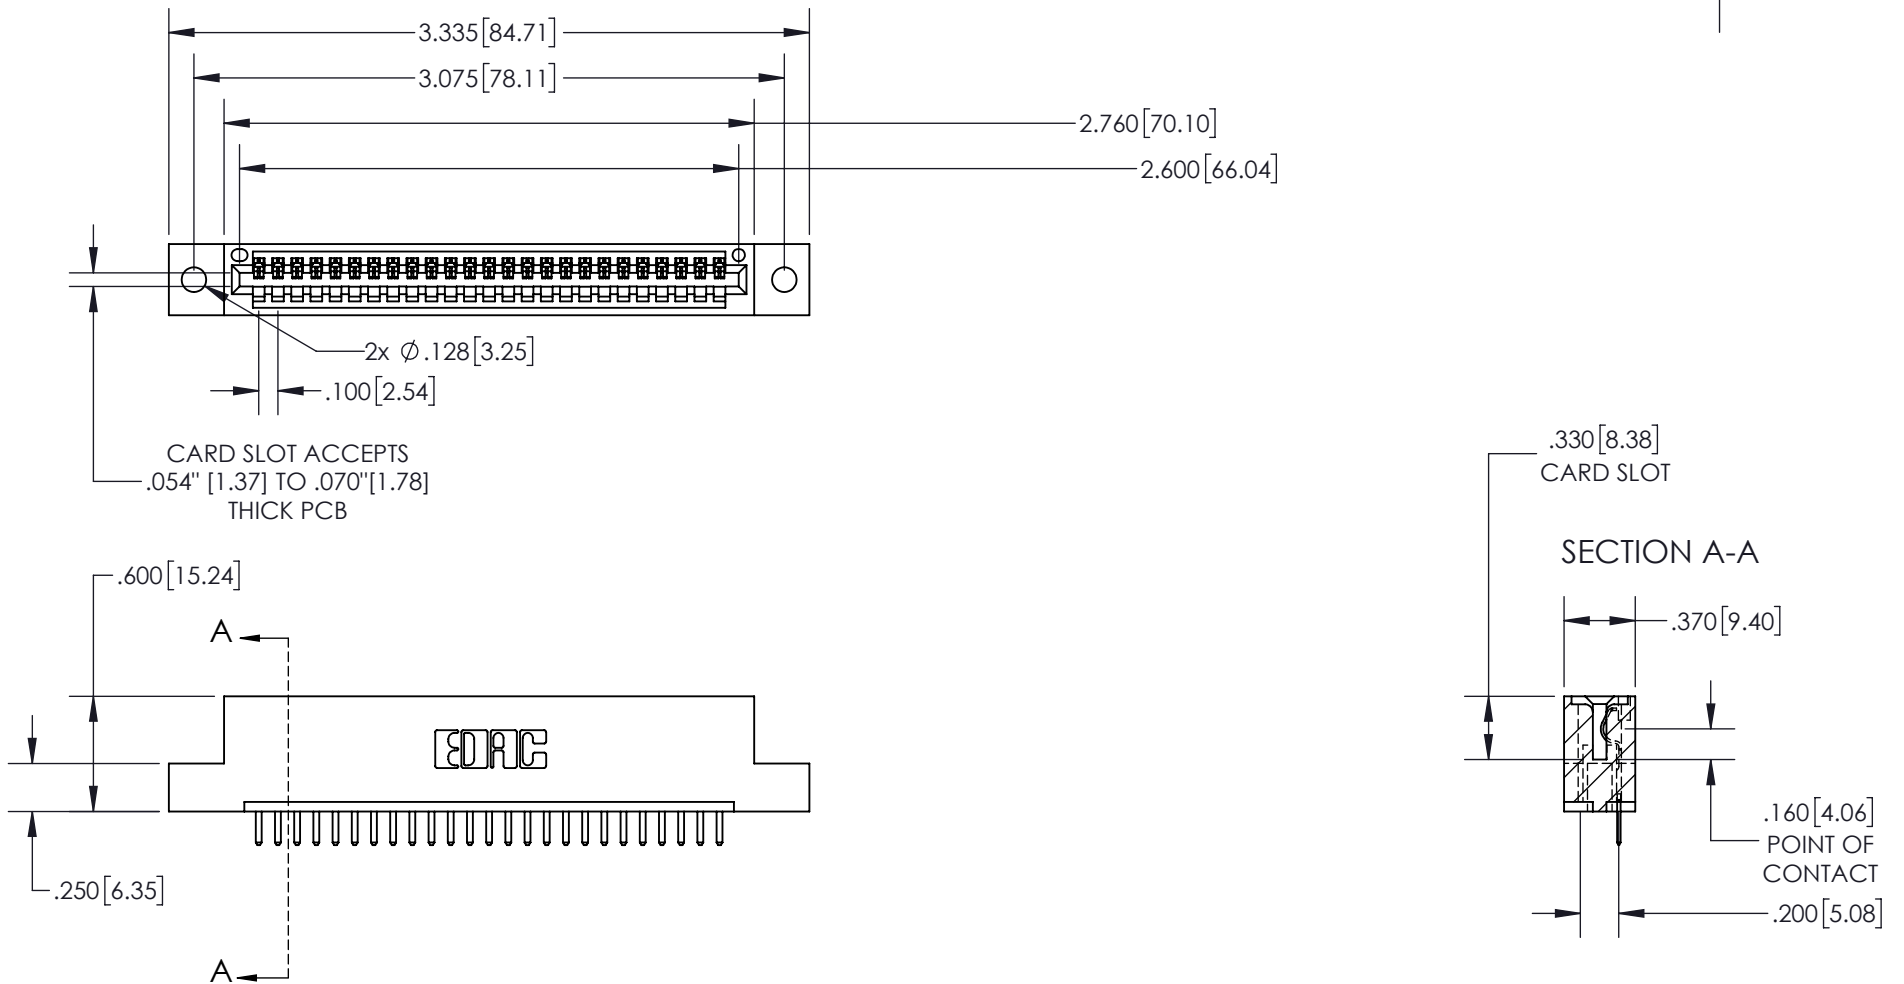 3.335[84.71]
3.075[78.11]
2.760[70.10]
2.600[66.04]
2x Ø.128[3.25]
.100[2.54]
CARD SLOT ACCEPTS
.054" [1.37] TO .070"[1.78]
THICK PCB
.330[8.38]
CARD SLOT
SECTION A-A
.600[15.24]
A
.370[9.40]
EDAC
.160[4.06]
POINT OF
CONTACT
.250[6.35]
.200[5.08]
A